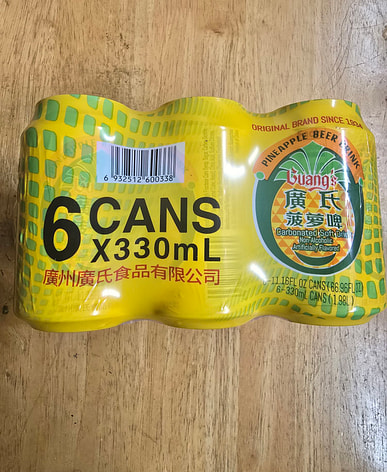 ORIGINAL BRAND SINCE 1934
PINEAPPLE BEER DRINK
Guang's
廣氏
菠萝啤
Carbonated Soft Drink
Non-Alcoholic
Artificially Flavored
6 932512 600338
6 CANS
X330mL
廣州廣氏食品有限公司
6-11.16FL OZ CANS (66.96FL OZ)
6-330mL CANS (1.98L)